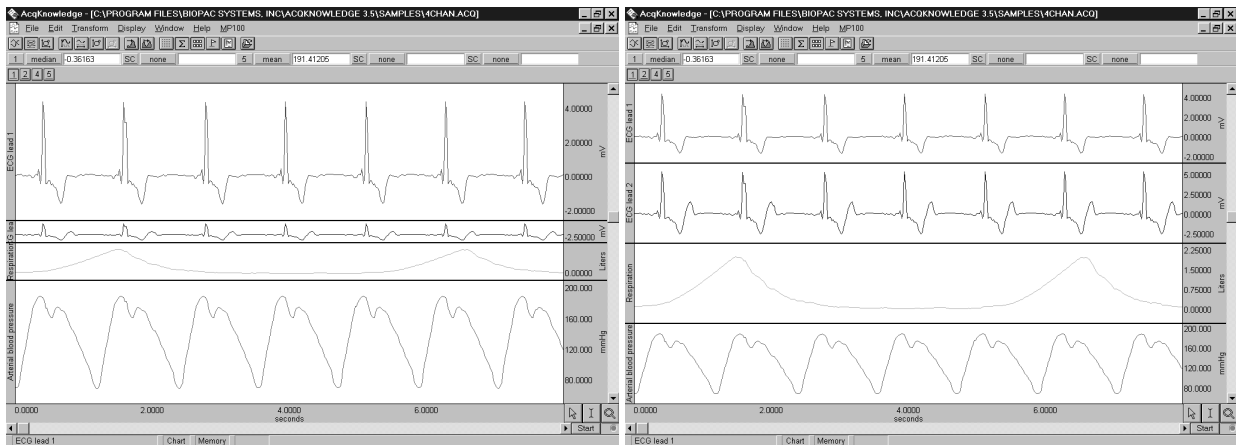 AcqKnowledge - [C:\PROGRAM FILES\BIOPAC SYSTEMS, INC\ACQKNOWLEDGE 3.5\SAMPLES\4CHAN.ACQ]
File Edit Transform Display Window Help MP100
1 median -0.36163 SC none 5 mean 191.41205 SC none SC none
1 2 4 5
ECG lead 1
4.00000
2.00000
0.00000
-2.00000
mV
G lea
-2.50000
mV
Respiration
0.00000
Liters
Arterial blood pressure
200.000
160.000
120.000
80.0000
mmHg
0.0000 2.0000 4.0000 6.0000
seconds
Start
ECG lead 1 Chart Memory
AcqKnowledge - [C:\PROGRAM FILES\BIOPAC SYSTEMS, INC\ACQKNOWLEDGE 3.5\SAMPLES\4CHAN.ACQ]
File Edit Transform Display Window Help MP100
1 median -0.36163 SC none 5 mean 191.41205 SC none SC none
1 2 4 5
ECG lead 1
4.00000
2.00000
0.00000
-2.00000
mV
ECG lead 2
5.00000
2.50000
0.00000
-2.50000
mV
Respiration
2.25000
1.50000
0.75000
0.00000
Liters
Arterial blood pressure
200.000
160.000
120.000
80.0000
mmHg
0.0000 2.0000 4.0000 6.0000
seconds
Start
ECG lead 1 Chart Memory